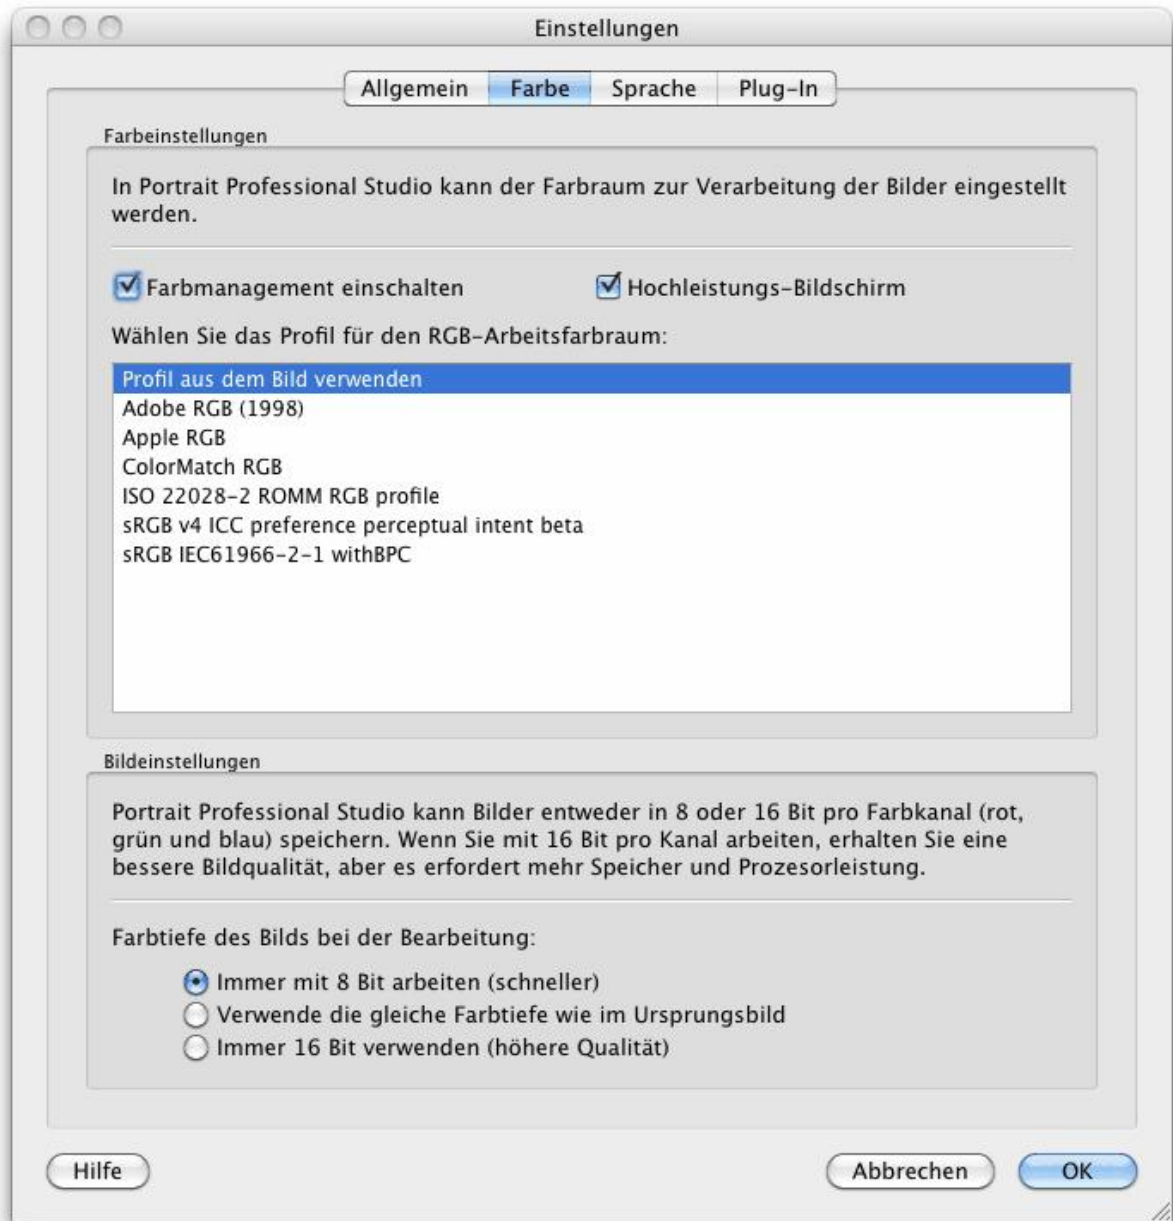 Einstellungen
Allgemein Farbe Sprache Plug-In
Farbeinstellungen
In Portrait Professional Studio kann der Farbraum zur Verarbeitung der Bilder eingestellt
werden.
Farbmanagement einschalten Hochleistungs-Bildschirm
Wählen Sie das Profil für den RGB-Arbeitsfarbraum:
Profil aus dem Bild verwenden
Adobe RGB (1998)
Apple RGB
ColorMatch RGB
ISO 22028-2 ROMM RGB profile
sRGB v4 ICC preference perceptual intent beta
sRGB IEC61966-2-1 withBPC
Bildeinstellungen
Portrait Professional Studio kann Bilder entweder in 8 oder 16 Bit pro Farbkanal (rot,
grün und blau) speichern. Wenn Sie mit 16 Bit pro Kanal arbeiten, erhalten Sie eine
bessere Bildqualität, aber es erfordert mehr Speicher und Prozesorleistung.
Farbtiefe des Bilds bei der Bearbeitung:
Immer mit 8 Bit arbeiten (schneller)
Verwende die gleiche Farbtiefe wie im Ursprungsbild
Immer 16 Bit verwenden (höhere Qualität)
Hilfe Abbrechen OK